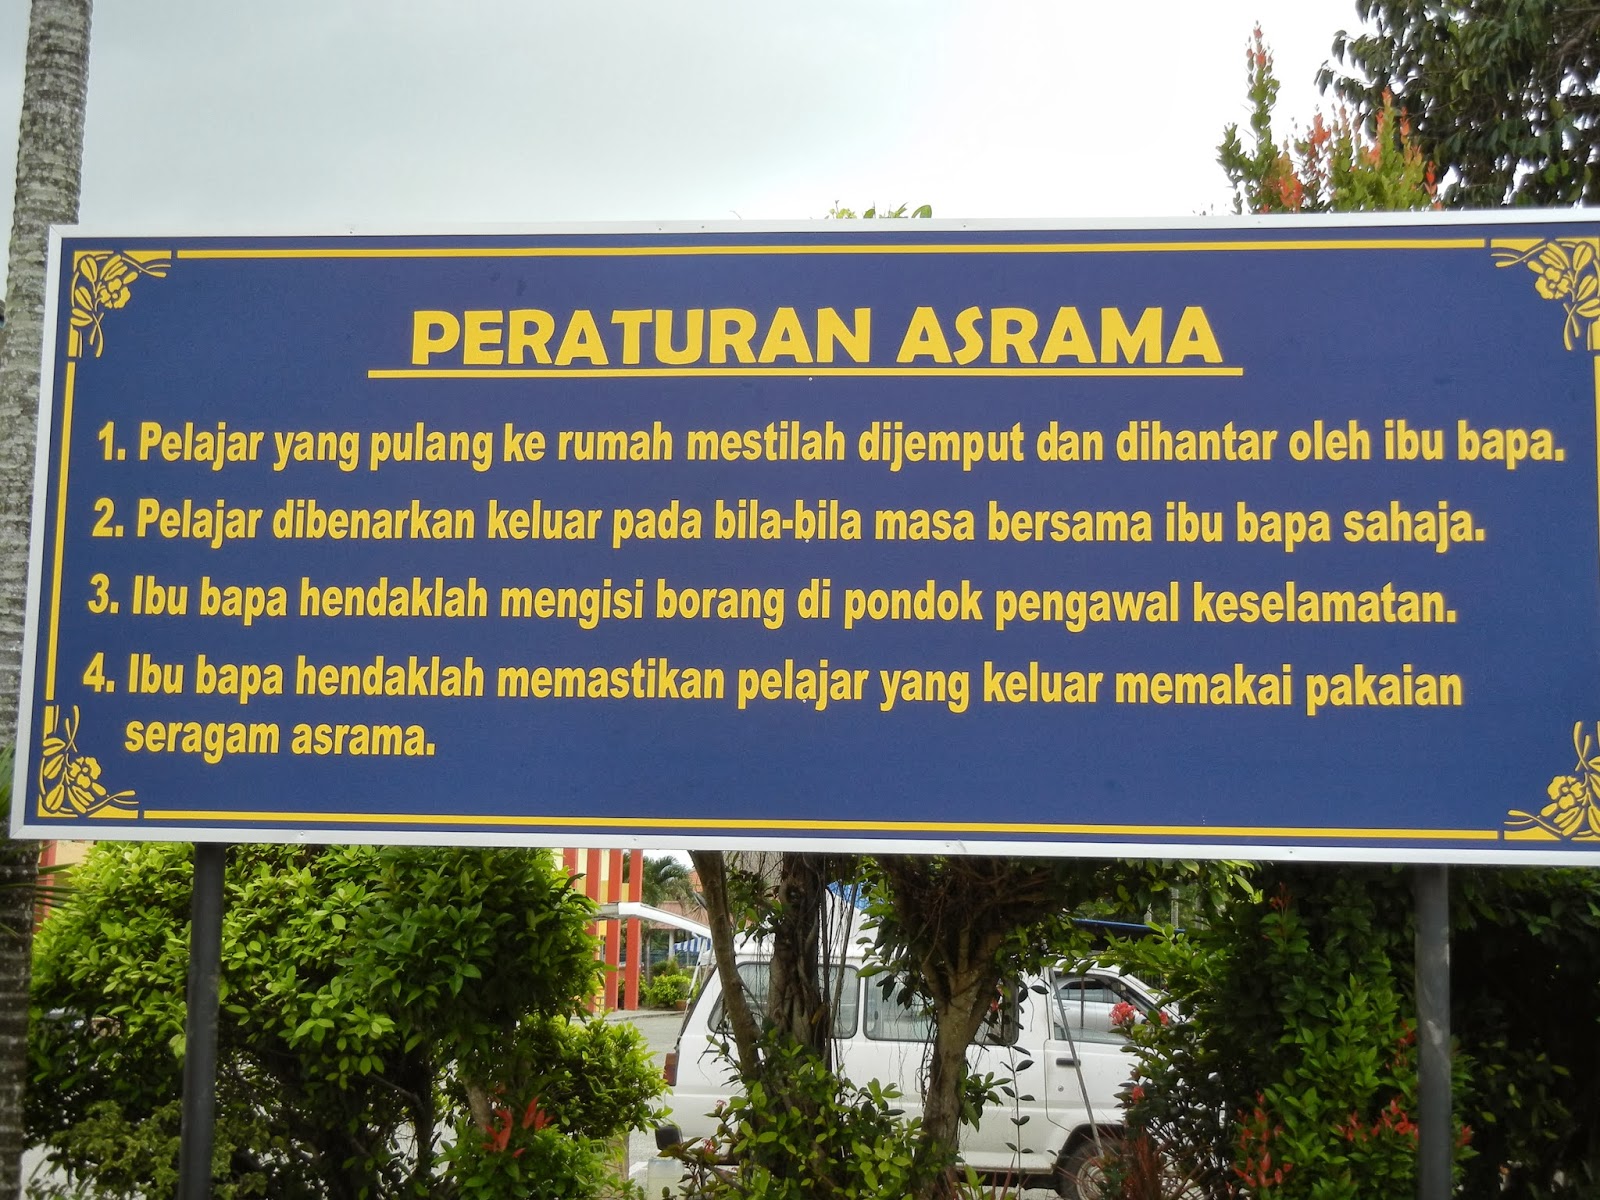 PERATURAN ASRAMA
1. Pelajar yang pulang ke rumah mestilah dijemput dan dihantar oleh ibu bapa.
2. Pelajar dibenarkan keluar pada bila-bila masa bersama ibu bapa sahaja.
3. Ibu bapa hendaklah mengisi borang di pondok pengawal keselamatan.
4. Ibu bapa hendaklah memastikan pelajar yang keluar memakai pakaian
seragam asrama.